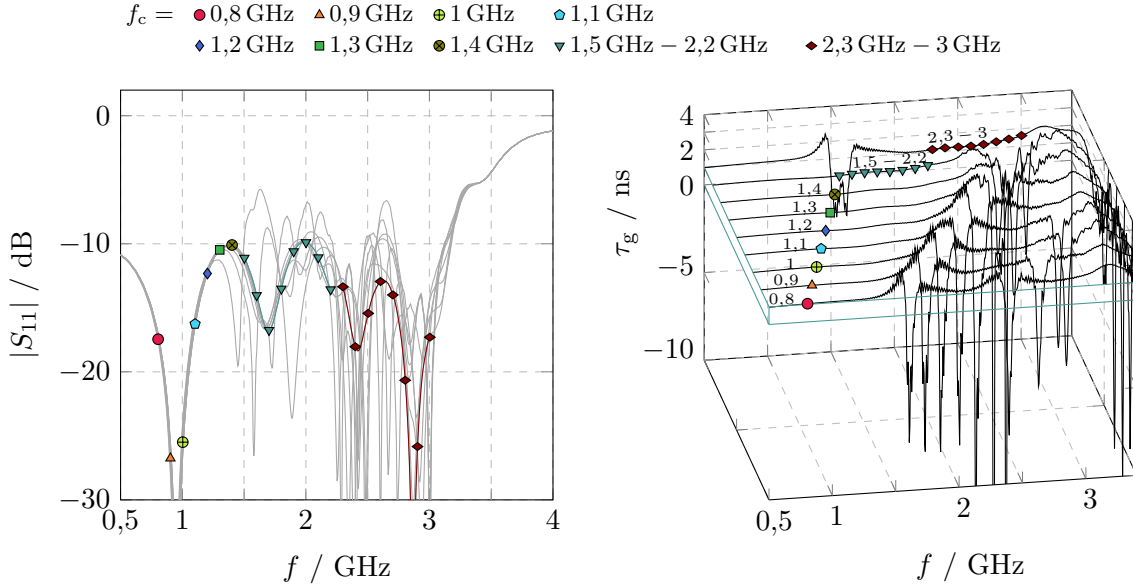 f_c = 0,8 GHz 0,9 GHz 1 GHz 1,1 GHz
1,2 GHz 1,3 GHz 1,4 GHz 1,5 GHz − 2,2 GHz 2,3 GHz − 3 GHz
0
−10
−20
−30
0,5 1 2 3 4
|S_11| / dB
f / GHz
4
2
0
−5
−10
τ_g / ns
2,3 − 3
1,5 − 2,2
1,4
1,3
1,2
1,1
1
0,9
0,8
0,5 1 2 3
f / GHz